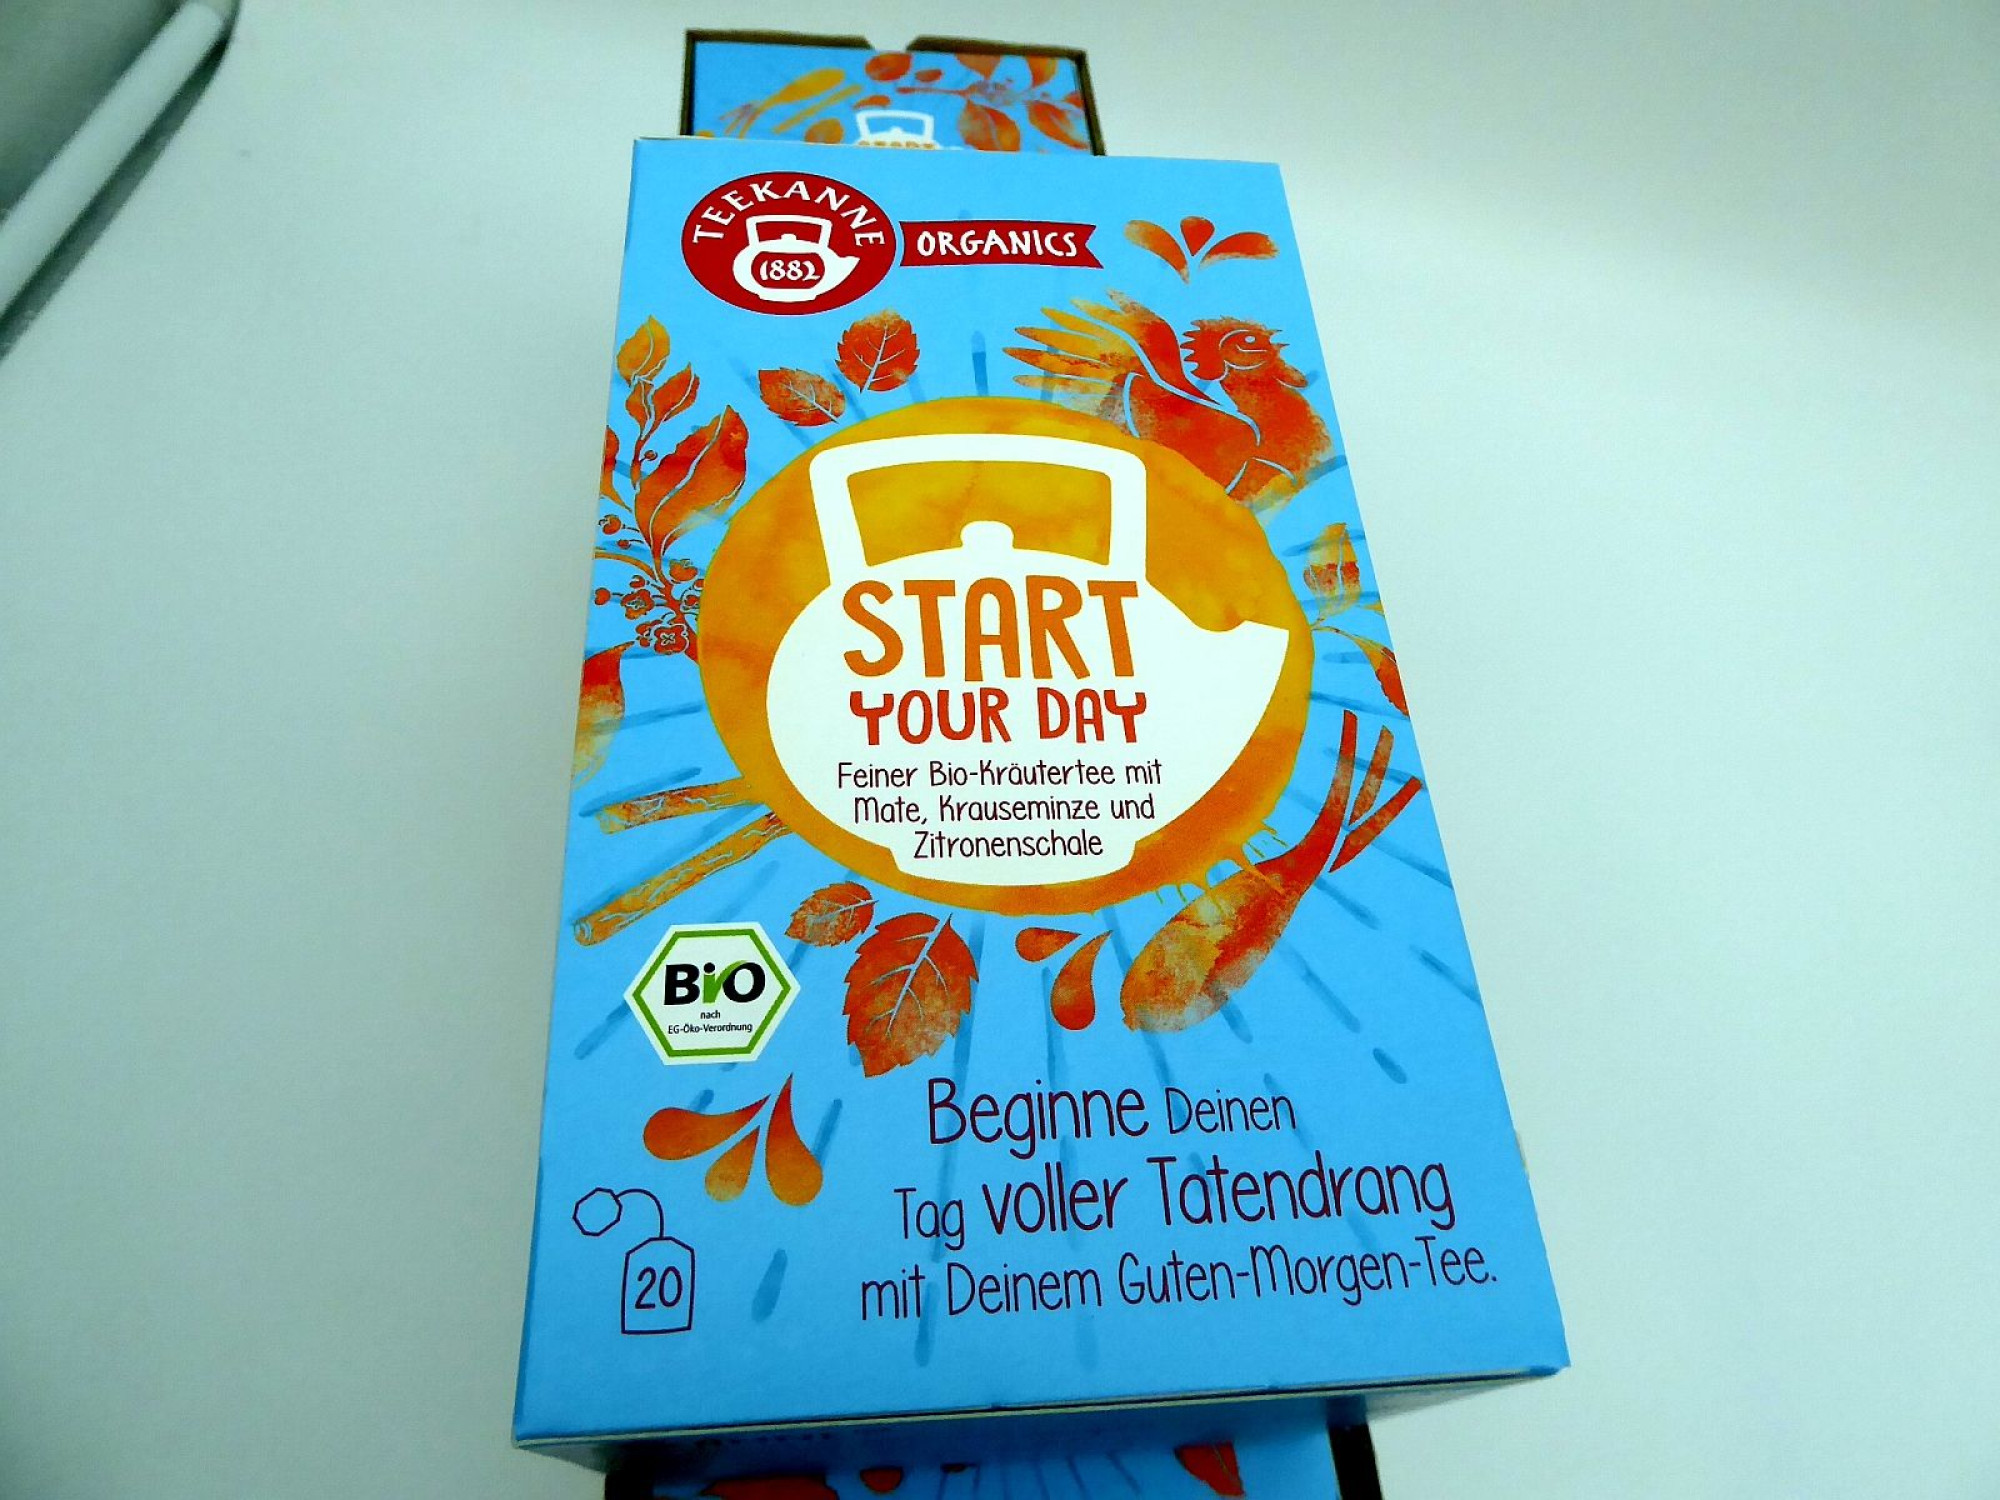 START
TEEKANNE
1882
ORGANICS
START
YOUR DAY
Feiner Bio-Kräutertee mit
Mate, Krauseminze und
Zitronenschale
Bio
nach
EG-Öko-Verordnung
Beginne Deinen
Tag voller Tatendrang
mit Deinem Guten-Morgen-Tee.
20